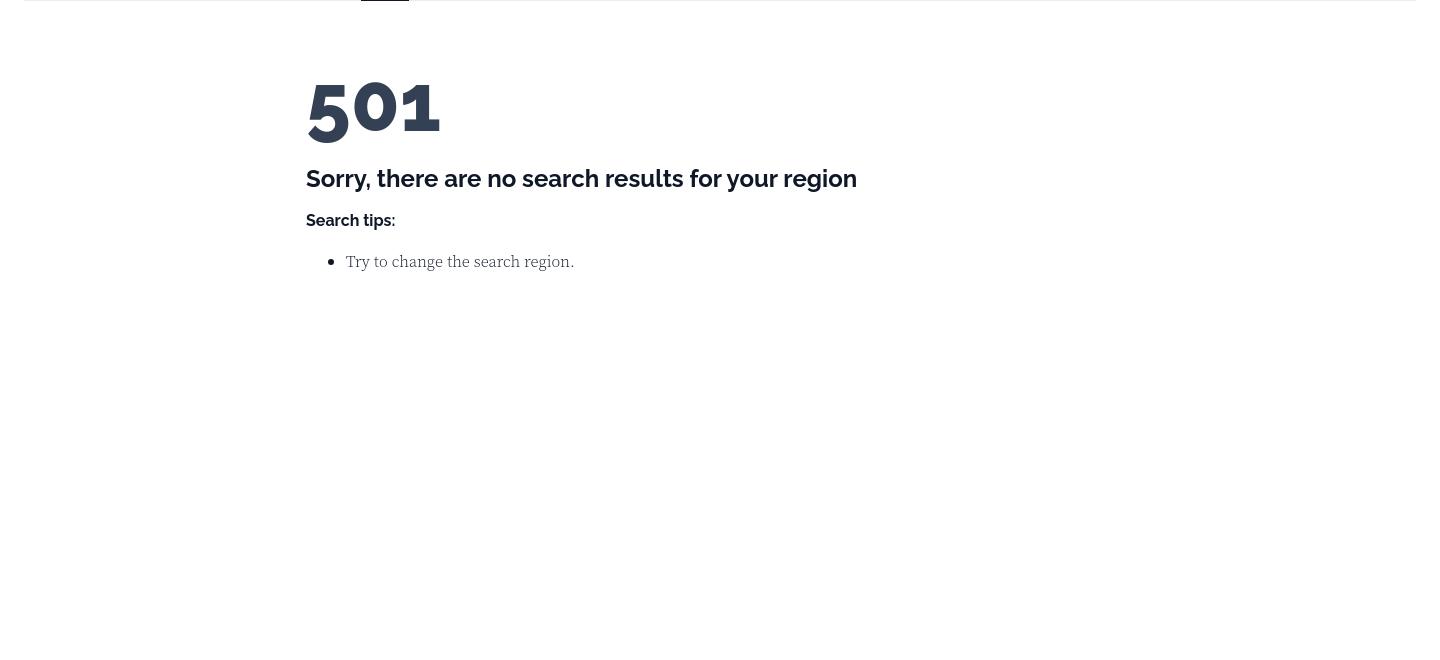 501
Sorry, there are no search results for your region
Search tips:
Try to change the search region.